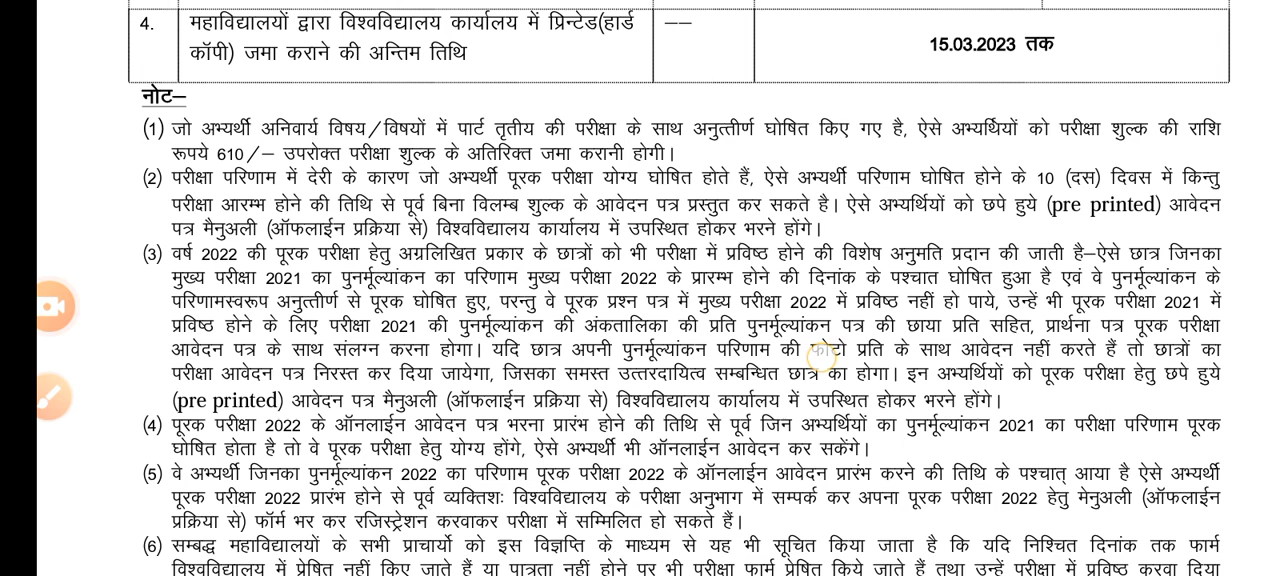 4. महाविद्यालयों द्वारा विश्वविद्यालय कार्यालय में प्रिन्टेड(हार्ड —— 15.03.2023 तक
कॉपी) जमा कराने की अन्तिम तिथि
नोट–
(1) जो अभ्यर्थी अनिवार्य विषय/विषयों में पार्ट तृतीय की परीक्षा के साथ अनुत्तीर्ण घोषित किए गए है, ऐसे अभ्यर्थियों को परीक्षा शुल्क की राशि
रूपये 610/– उपरोक्त परीक्षा शुल्क के अतिरिक्त जमा करानी होगी।
(2) परीक्षा परिणाम में देरी के कारण जो अभ्यर्थी पूरक परीक्षा योग्य घोषित होते हैं, ऐसे अभ्यर्थी परिणाम घोषित होने के 10 (दस) दिवस में किन्तु
परीक्षा आरम्भ होने की तिथि से पूर्व बिना विलम्ब शुल्क के आवेदन पत्र प्रस्तुत कर सकते है। ऐसे अभ्यर्थियों को छपे हुये (pre printed) आवेदन
पत्र मैनुअली (ऑफलाईन प्रक्रिया से) विश्वविद्यालय कार्यालय में उपस्थित होकर भरने होंगे।
(3) वर्ष 2022 की पूरक परीक्षा हेतु अग्रलिखित प्रकार के छात्रों को भी परीक्षा में प्रविष्ठ होने की विशेष अनुमति प्रदान की जाती है–ऐसे छात्र जिनका
मुख्य परीक्षा 2021 का पुनर्मूल्यांकन का परिणाम मुख्य परीक्षा 2022 के प्रारम्भ होने की दिनांक के पश्चात घोषित हुआ है एवं वे पुनर्मूल्यांकन के
परिणामस्वरूप अनुत्तीर्ण से पूरक घोषित हुए, परन्तु वे पूरक प्रश्न पत्र में मुख्य परीक्षा 2022 में प्रविष्ठ नहीं हो पाये, उन्हें भी पूरक परीक्षा 2021 में
प्रविष्ठ होने के लिए परीक्षा 2021 की पुनर्मूल्यांकन की अंकतालिका की प्रति पुनर्मूल्यांकन पत्र की छाया प्रति सहित, प्रार्थना पत्र पूरक परीक्षा
आवेदन पत्र के साथ संलग्न करना होगा। यदि छात्र अपनी पुनर्मूल्यांकन परिणाम की फोटो प्रति के साथ आवेदन नहीं करते हैं तो छात्रों का
परीक्षा आवेदन पत्र निरस्त कर दिया जायेगा, जिसका समस्त उत्तरदायित्व सम्बन्धित छात्र का होगा। इन अभ्यर्थियों को पूरक परीक्षा हेतु छपे हुये
(pre printed) आवेदन पत्र मैनुअली (ऑफलाईन प्रक्रिया से) विश्वविद्यालय कार्यालय में उपस्थित होकर भरने होंगे।
(4) पूरक परीक्षा 2022 के ऑनलाईन आवेदन पत्र भरना प्रारंभ होने की तिथि से पूर्व जिन अभ्यर्थियों का पुनर्मूल्यांकन 2021 का परीक्षा परिणाम पूरक
घोषित होता है तो वे पूरक परीक्षा हेतु योग्य होंगे, ऐसे अभ्यर्थी भी ऑनलाईन आवेदन कर सकेंगे।
(5) वे अभ्यर्थी जिनका पुनर्मूल्यांकन 2022 का परिणाम पूरक परीक्षा 2022 के ऑनलाईन आवेदन प्रारंभ करने की तिथि के पश्चात् आया है ऐसे अभ्यर्थी
पूरक परीक्षा 2022 प्रारंभ होने से पूर्व व्यक्तिशः विश्वविद्यालय के परीक्षा अनुभाग में सम्पर्क कर अपना पूरक परीक्षा 2022 हेतु मेनुअली (ऑफलाईन
प्रक्रिया से) फॉर्म भर कर रजिस्ट्रेशन करवाकर परीक्षा में सम्मिलित हो सकते हैं।
(6) सम्बद्ध महाविद्यालयों के सभी प्राचार्यो को इस विज्ञप्ति के माध्यम से यह भी सूचित किया जाता है कि यदि निश्चित दिनांक तक फार्म
विश्वविद्यालय में प्रेषित नहीं किए जाते हैं या पात्रता नहीं होने पर भी परीक्षा फार्म प्रेषित किये जाते हैं तथा उन्हें परीक्षा में प्रविष्ठ करवा दिया